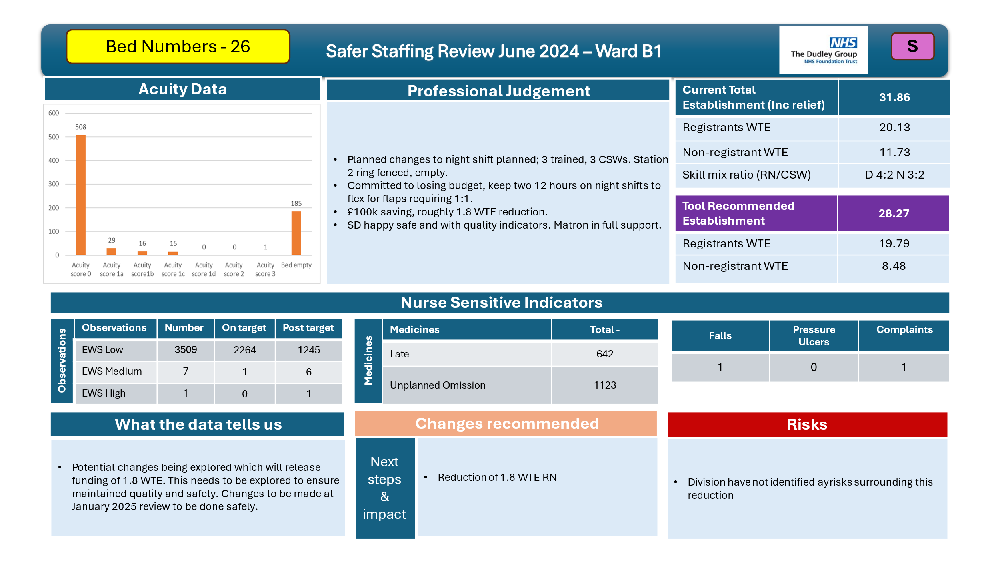 Bed Numbers - 26
Safer Staffing Review June 2024 – Ward B1
NHS
The Dudley Group
NHS Foundation Trust
S
Acuity Data
600
500
400
300
200
100
0
508
29
16
15
0
0
1
185
Acuity score 0
Acuity score 1a
Acuity score1b
Acuity score 1c
Acuity score 1d
Acuity score 2
Acuity score 3
Bed empty
Professional Judgement
• Planned changes to night shift planned; 3 trained, 3 CSWs. Station
2 ring fenced, empty.
• Committed to losing budget, keep two 12 hours on night shifts to
flex for flaps requiring 1:1.
• £100k saving, roughly 1.8 WTE reduction.
• SD happy safe and with quality indicators. Matron in full support.
Current Total
Establishment (Inc relief) 31.86
Registrants WTE 20.13
Non-registrant WTE 11.73
Skill mix ratio (RN/CSW) D 4:2 N 3:2
Tool Recommended
Establishment 28.27
Registrants WTE 19.79
Non-registrant WTE 8.48
Nurse Sensitive Indicators
Observations
Observations Number On target Post target
EWS Low 3509 2264 1245
EWS Medium 7 1 6
EWS High 1 0 1
Medicines
Medicines Total -
Late 642
Unplanned Omission 1123
Falls Pressure Ulcers Complaints
1 0 1
What the data tells us
• Potential changes being explored which will release
funding of 1.8 WTE. This needs to be explored to ensure
maintained quality and safety. Changes to be made at
January 2025 review to be done safely.
Changes recommended
Next
steps
&
impact
• Reduction of 1.8 WTE RN
Risks
• Division have not identified ay risks surrounding this
reduction